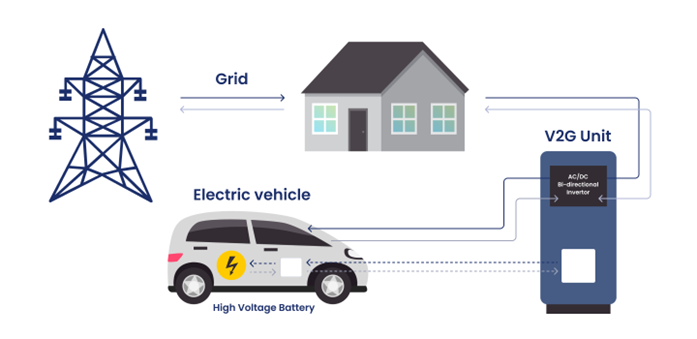 Grid
V2G Unit
AC/DC
Bi-directional
Invertor
Electric vehicle
High Voltage Battery